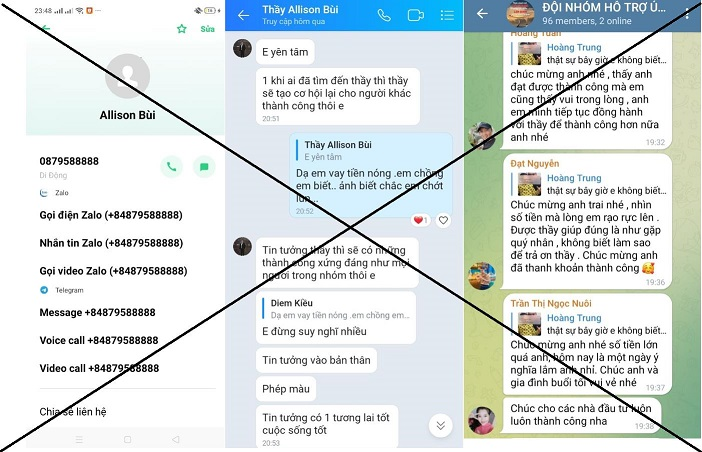 23:48
Sửa
Allison Bùi
0879588888
Di Động
Zalo
Gọi điện Zalo (+84879588888)
Nhắn tin Zalo (+84879588888)
Gọi video Zalo (+84879588888)
Telegram
Message +84879588888
Voice call +84879588888
Video call +84879588888
Chia sẻ liên hệ
Thầy Allison Bùi
Truy cập hôm qua
E yên tâm
1 khi ai đã tìm đến thầy thì thầy
sẽ tạo cơ hội lại cho người khác
thành công thôi e
20:51
Thầy Allison Bùi
E yên tâm
Dạ em vay tiền nóng .em chồng
em biết.. ảnh biết chắc em chớt
lun...
20:52
1
Tin tưởng thầy thì sẽ có những
thành công xứng đáng như mọi
người trong nhóm thôi e
Diem Kiều
Dạ em vay tiền nóng .em chồng em...
E đừng suy nghĩ nhiều
Tin tưởng vào bản thân
Phép màu
Tin tưởng có 1 tương lai tốt
cuộc sống tốt
20:53
ĐỘI NHÓM HỖ TRỢ Ủ...
96 members, 2 online
Hoàng Tuấn
Hoàng Trung
thật sự bây giờ e không biết...
chúc mừng anh nhé , thấy anh
đạt được thành công mà em
cũng thấy vui trong lòng , anh
em mình tiếp tục đồng hành
với thầy để thành công hơn nữa
anh nhé
19:32
Đạt Nguyên
Hoàng Trung
thật sự bây giờ e không biết...
Chúc mừng anh trai nhé , nhìn
số tiền mà lòng em rạo rực lên .
Được thầy giúp đúng là như gặp
quý nhân , không biết làm sao
để trả ơn thầy . Chúc mừng anh
đã thanh khoản thành công 🥰
19:36
Trần Thị Ngọc Nuôi
Hoàng Trung
thật sự bây giờ e không biết...
Chúc mừng anh nhé số tiền lớn
quá anh, hôm nay là một ngày ý
nghĩa lắm anh nhỉ. Chúc anh và
gia đình buổi tối vui vẻ nhé
19:37
Chúc cho các nhà đầu tư luôn
luôn thành công nha
19:38